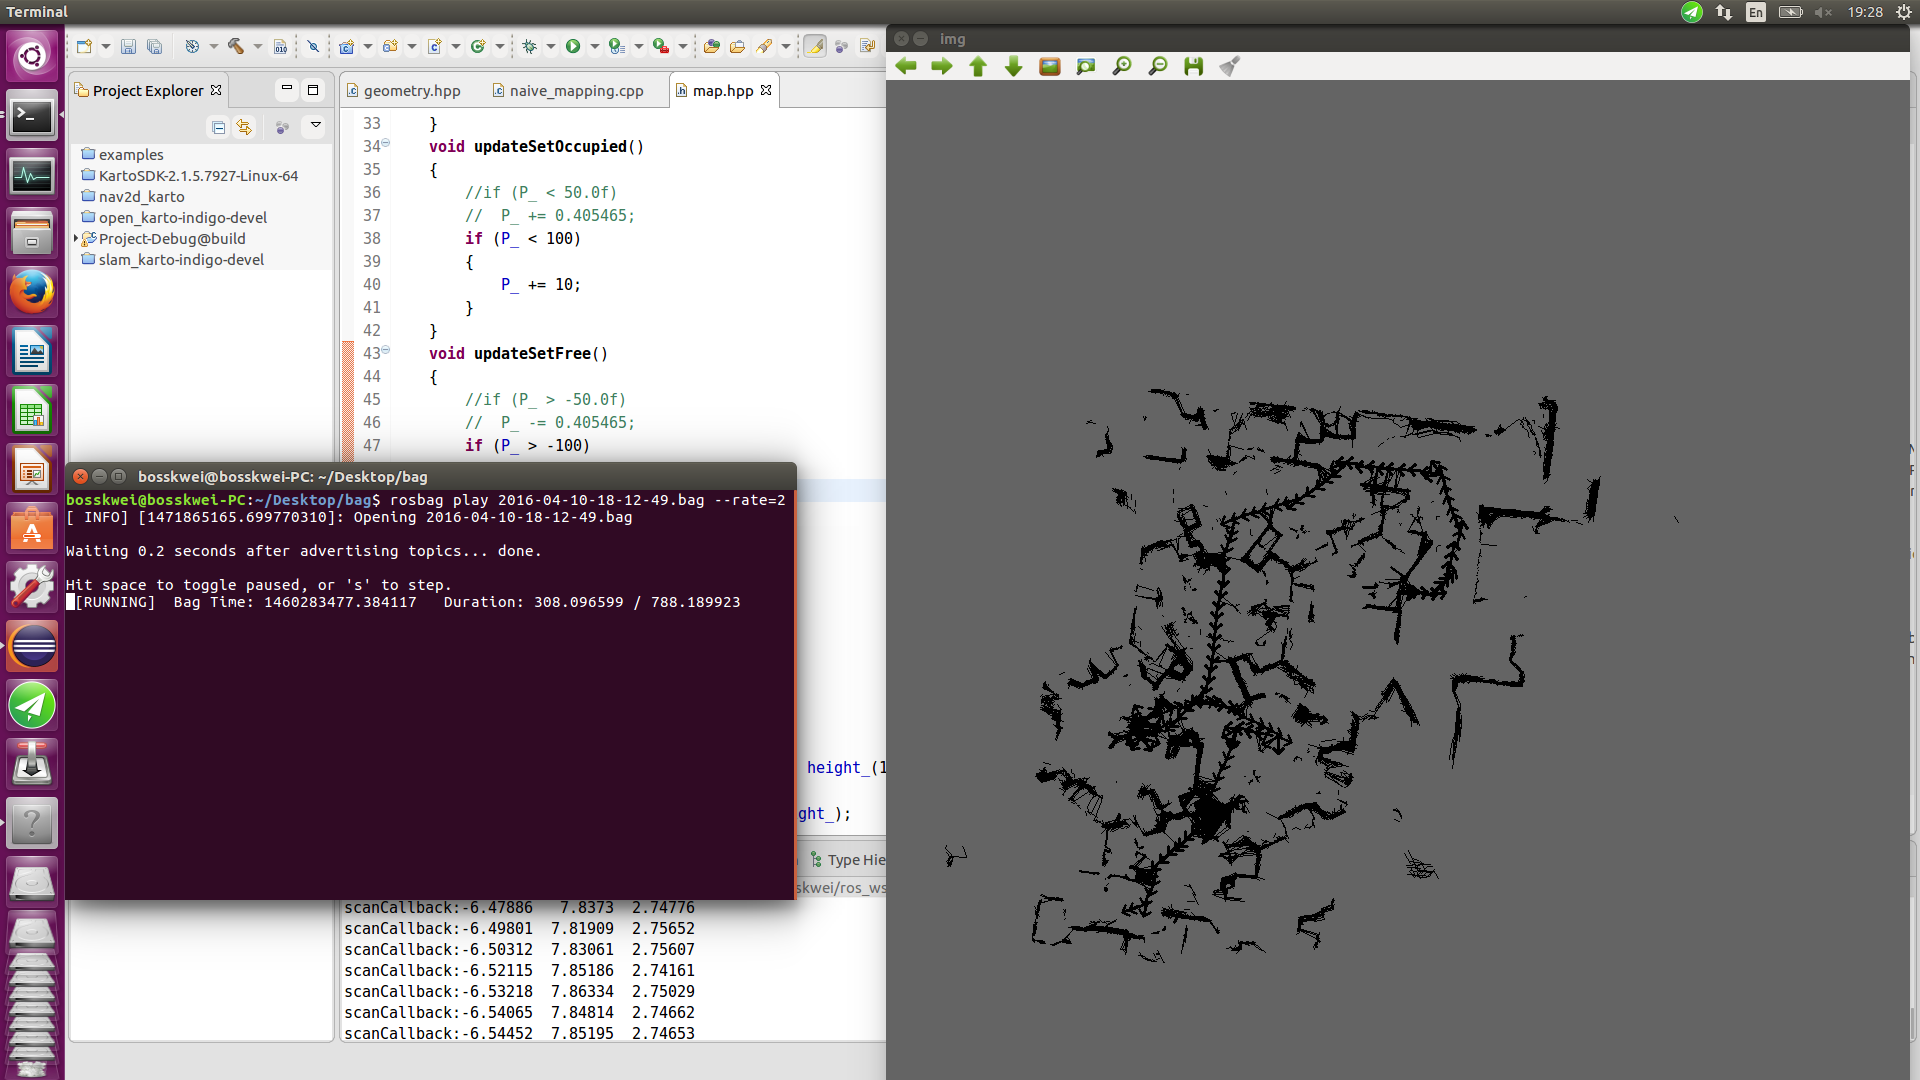 Terminal
En
19:28
Project Explorer
examples
KartoSDK-2.1.5.7927-Linux-64
nav2d_karto
open_karto-indigo-devel
Project-Debug@build
slam_karto-indigo-devel
geometry.hpp
naive_mapping.cpp
map.hpp
33 }
34 void updateSetOccupied()
35 {
36 //if (P_ < 50.0f)
37 // P_ += 0.405465;
38 if (P_ < 100)
39 {
40 P_ += 10;
41 }
42 }
43 void updateSetFree()
44 {
45 //if (P_ > -50.0f)
46 // P_ -= 0.405465;
47 if (P_ > -100)
height_(1
ght_);
Type Hie
skwei/ros_ws
bosskwei@bosskwei-PC: ~/Desktop/bag
bosskwei@bosskwei-PC:~/Desktop/bag$ rosbag play 2016-04-10-18-12-49.bag --rate=2
[ INFO] [1471865165.699770310]: Opening 2016-04-10-18-12-49.bag
Waiting 0.2 seconds after advertising topics... done.
Hit space to toggle paused, or 's' to step.
[RUNNING] Bag Time: 1460283477.384117 Duration: 308.096599 / 788.189923
scanCallback:-6.47886 7.8373 2.74776
scanCallback:-6.49801 7.81909 2.75652
scanCallback:-6.50312 7.83061 2.75607
scanCallback:-6.52115 7.85186 2.74161
scanCallback:-6.53218 7.86334 2.75029
scanCallback:-6.54065 7.84814 2.74662
scanCallback:-6.54452 7.85195 2.74653
img